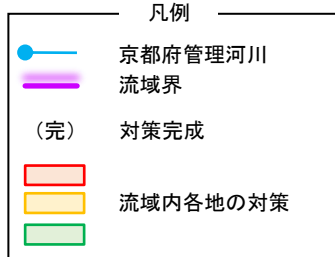 凡例
京都府管理河川
流域界
（完） 対策完成
流域内各地の対策